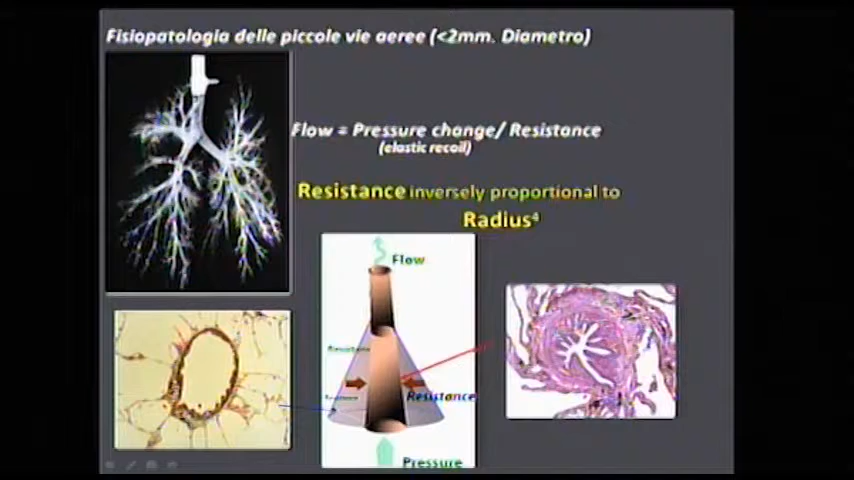 Fisiopatologia delle piccole vie aeree (<2mm. Diametro)
Flow = Pressure change/ Resistance
(elastic recoil)
Resistance inversely proportional to
Radius⁴
Flow
Resistance
Pressure